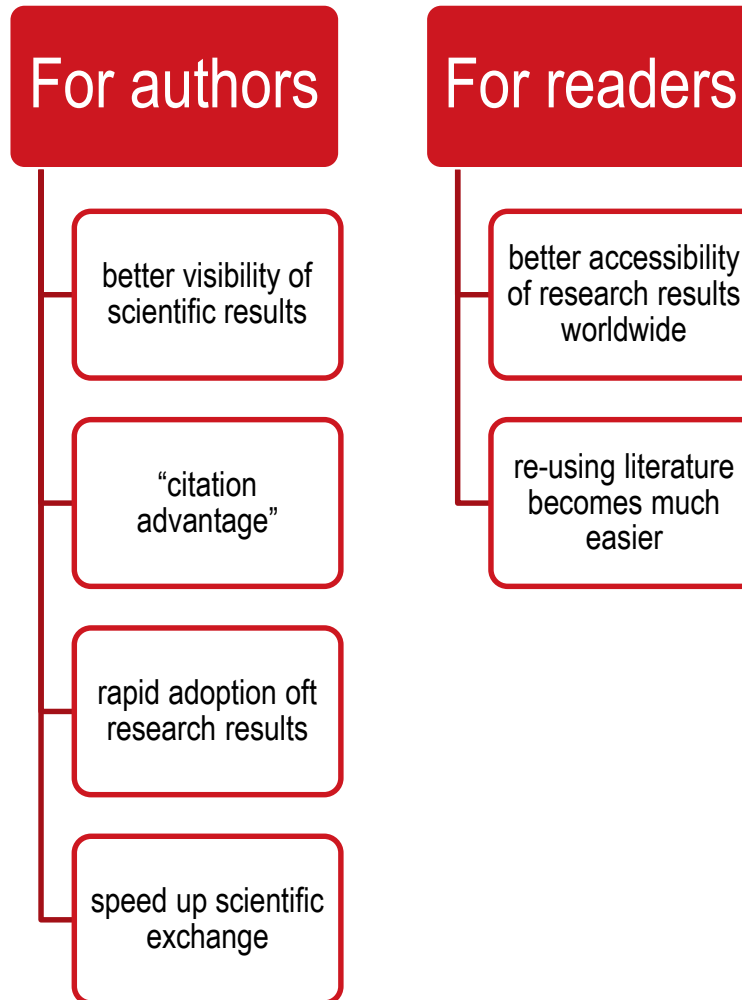 For authors
better visibility of
scientific results
“citation
advantage”
rapid adoption oft
research results
speed up scientific
exchange
For readers
better accessibility
of research results
worldwide
re-using literature
becomes much
easier